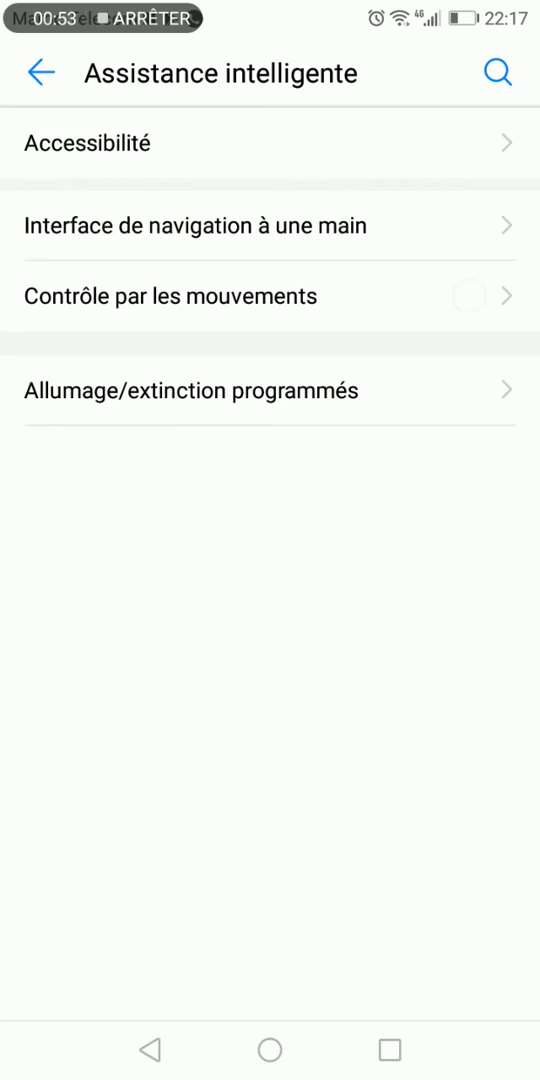 00:53 ARRÊTER 4G 22:17
Assistance intelligente
Accessibilité
Interface de navigation à une main
Contrôle par les mouvements
Allumage/extinction programmés